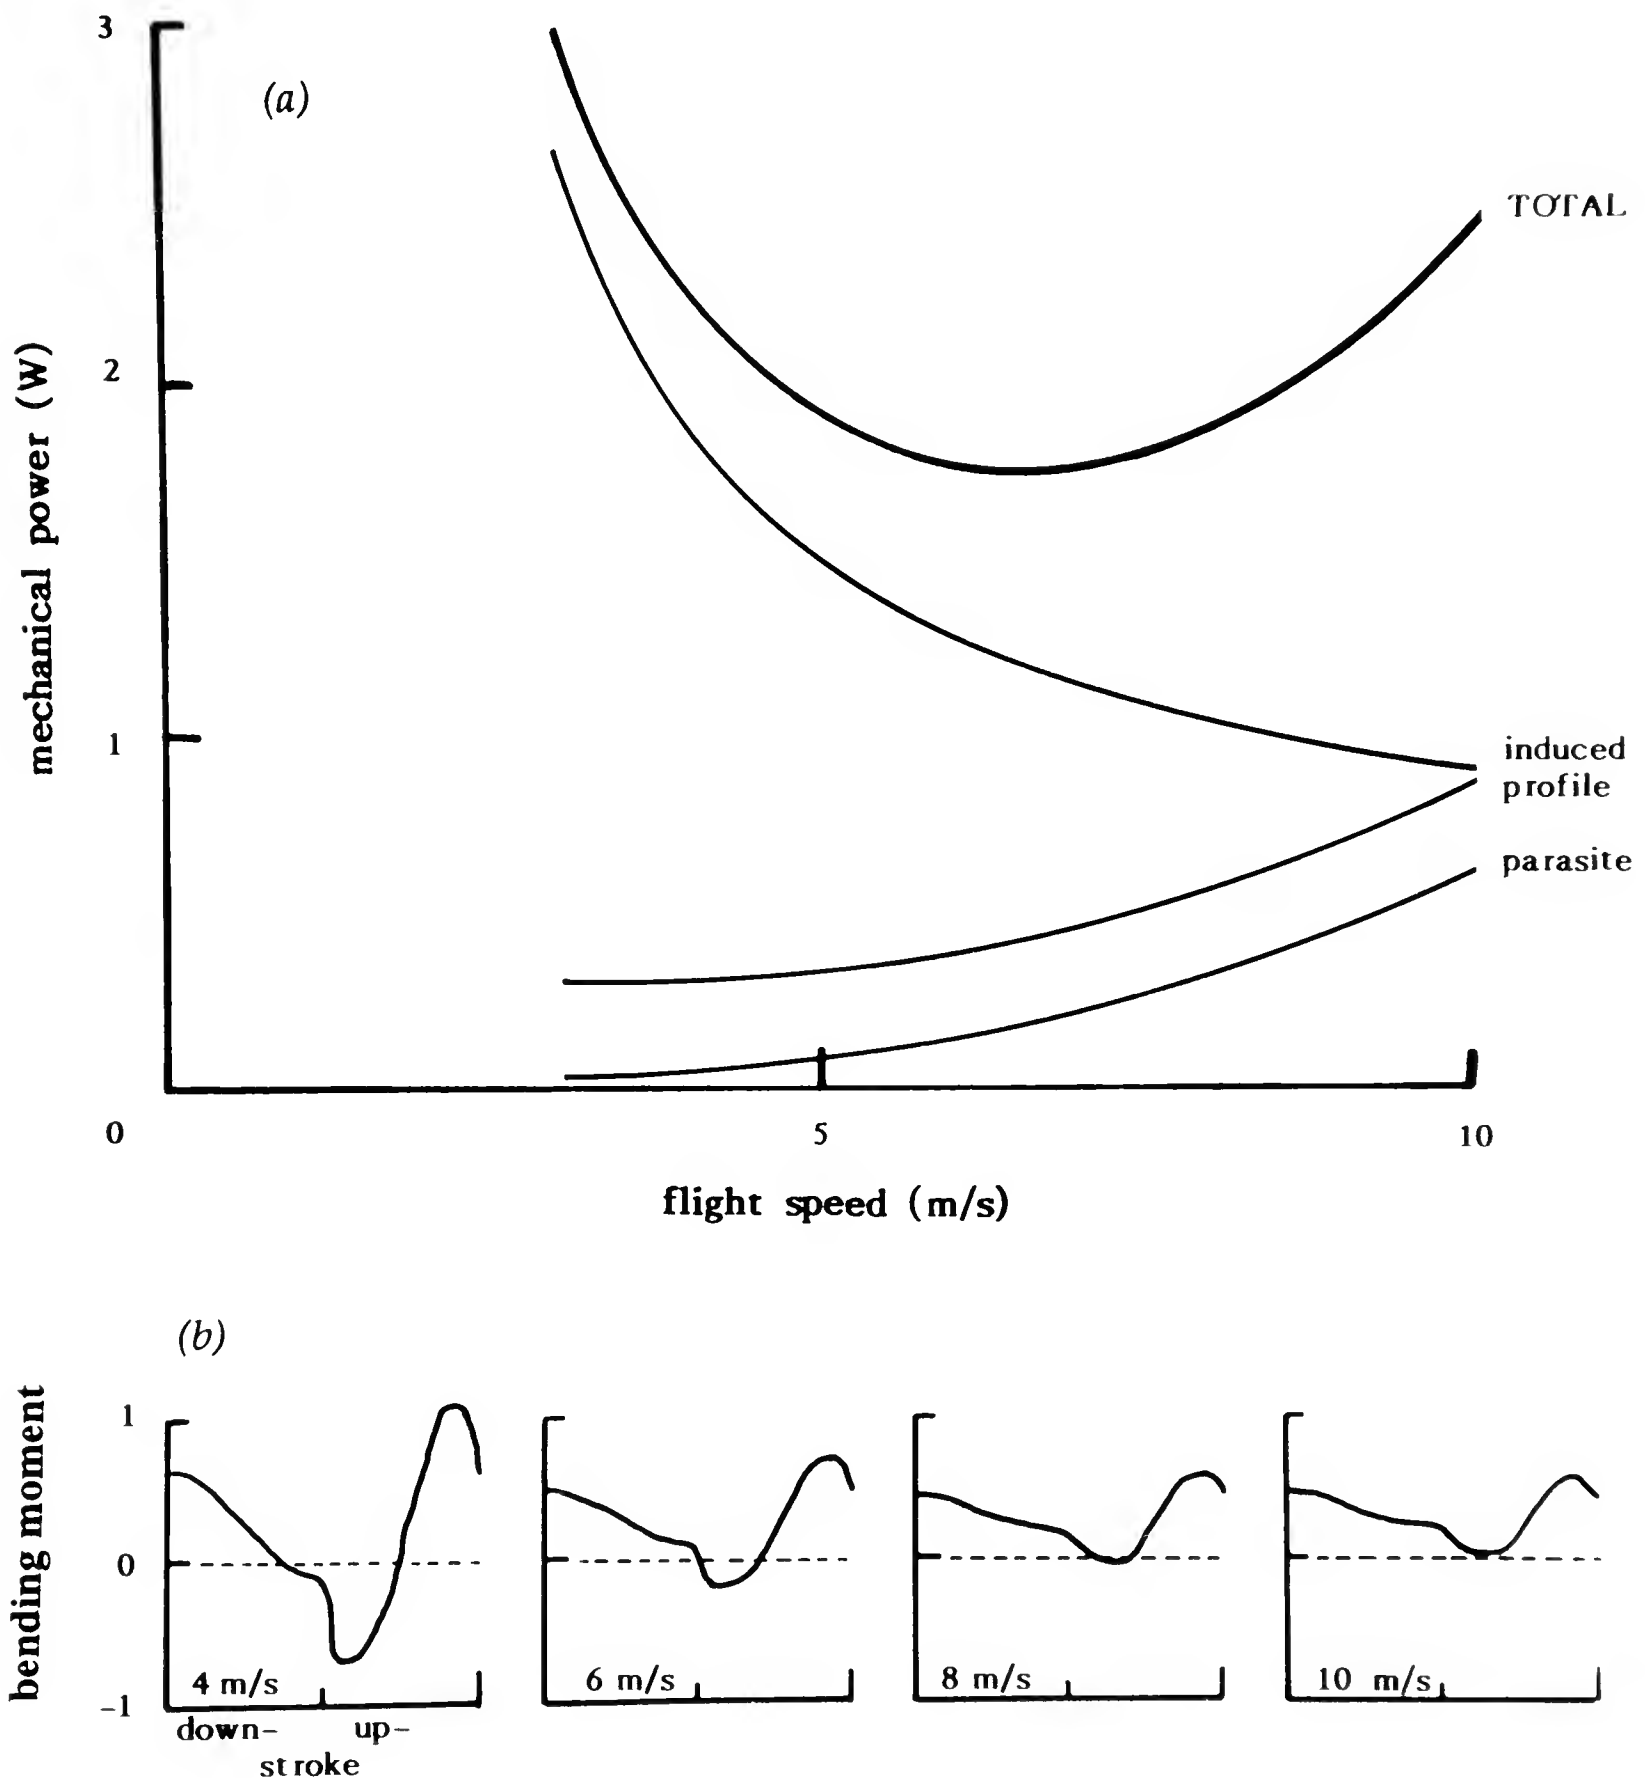 3
(a)
TOTAL
2
mechanical power (W)
1
induced
profile
parasite
0
5
10
flight speed (m/s)
(b)
bending moment
1
0
-1
4 m/s
6 m/s
8 m/s
10 m/s
down-
up-
stroke